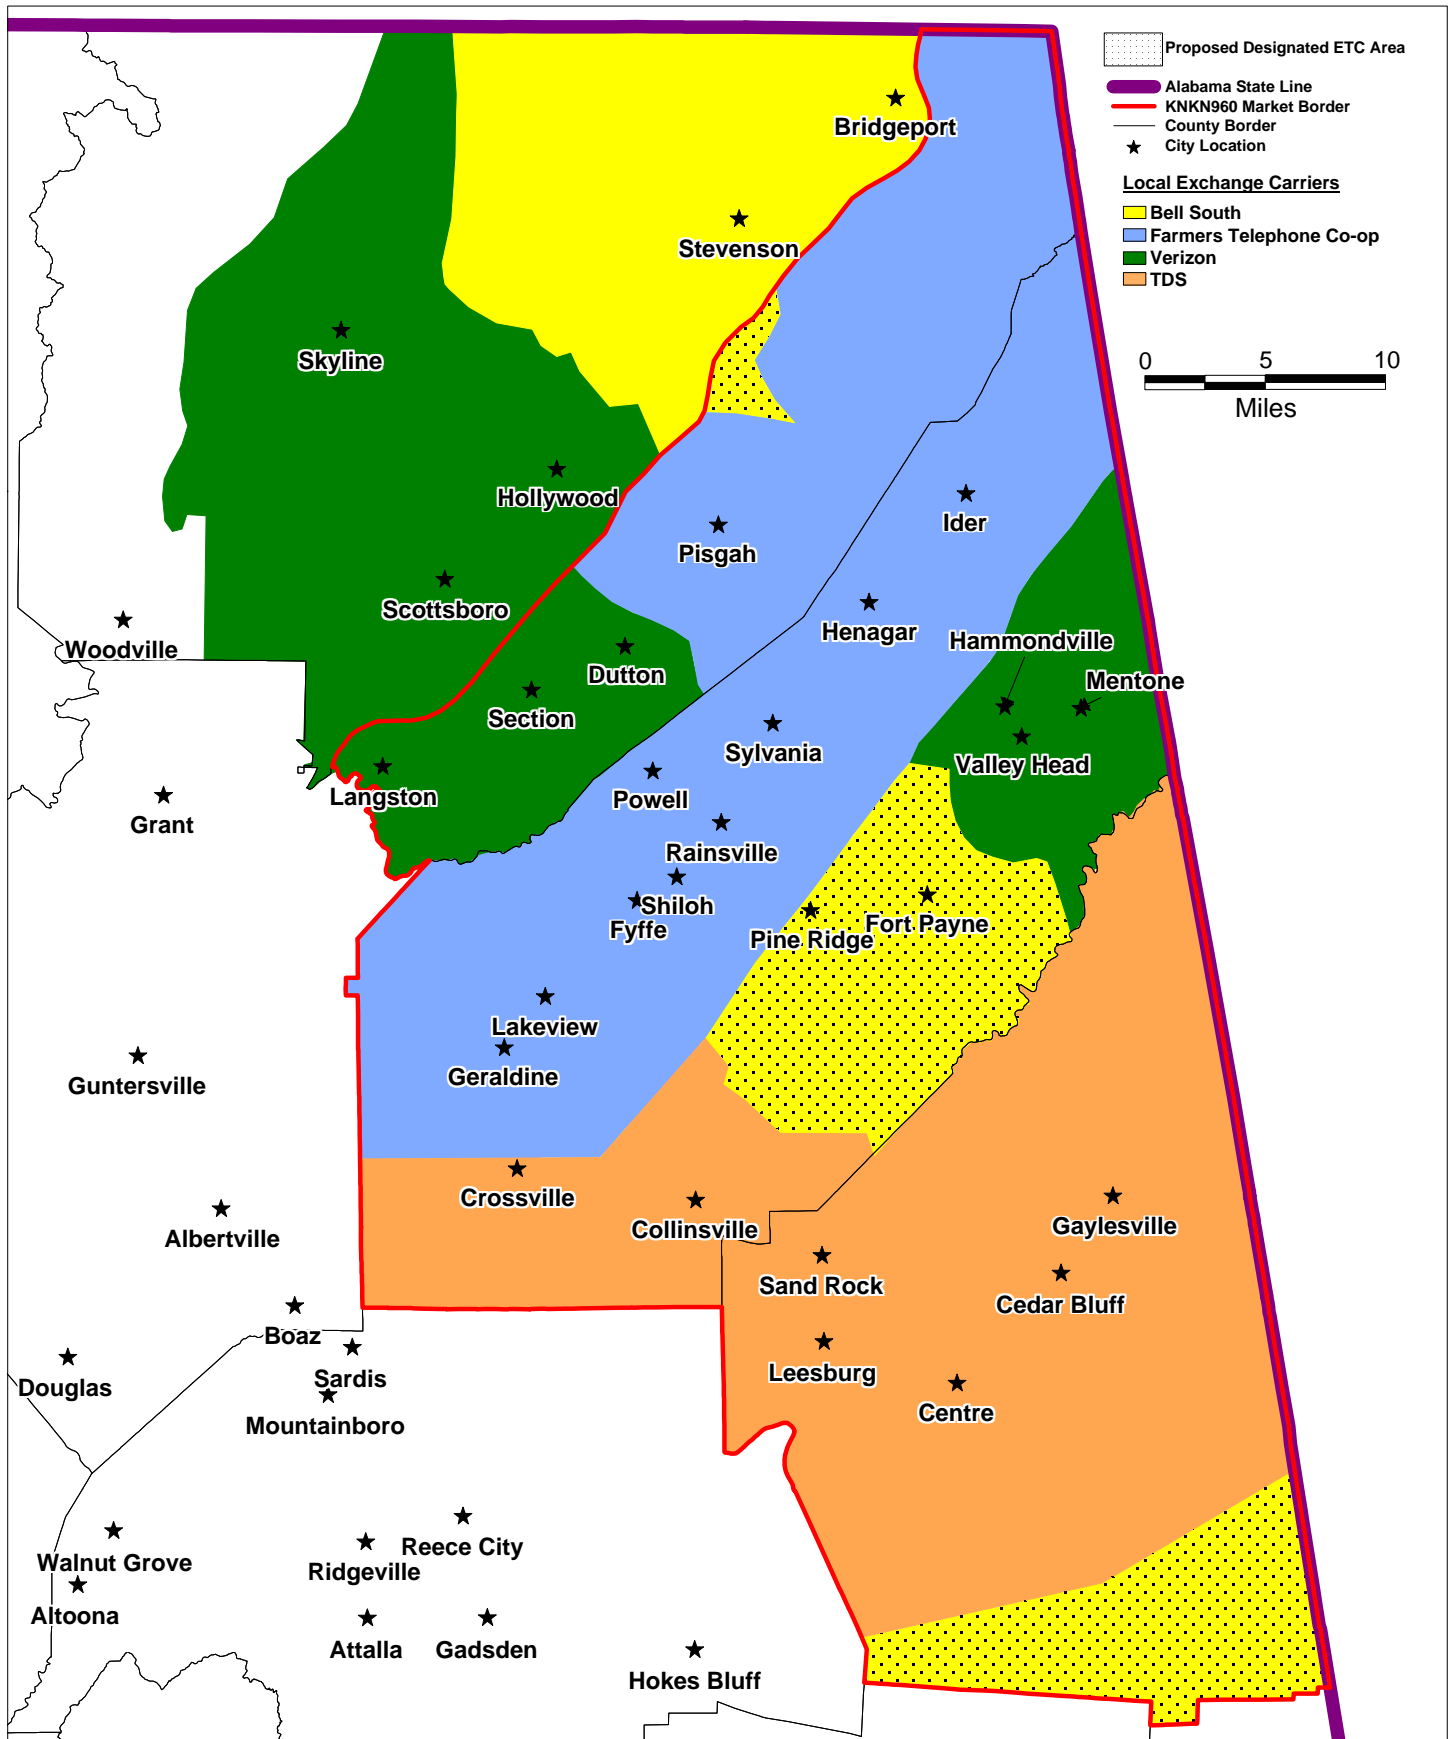 Proposed Designated ETC Area
Alabama State Line
KNKN960 Market Border
County Border
City Location
Local Exchange Carriers
Bell South
Farmers Telephone Co-op
Verizon
TDS
0 5 10
Miles
Bridgeport
Stevenson
Skyline
Hollywood
Ider
Pisgah
Scottsboro
Henagar
Hammondville
Woodville
Dutton
Mentone
Section
Sylvania
Valley Head
Langston
Powell
Grant
Rainsville
Shiloh
Fort Payne
Fyffe
Pine Ridge
Lakeview
Geraldine
Guntersville
Crossville
Collinsville
Gaylesville
Albertville
Sand Rock
Cedar Bluff
Boaz
Sardis
Leesburg
Douglas
Centre
Mountainboro
Reece City
Walnut Grove
Ridgeville
Altoona
Attalla
Gadsden
Hokes Bluff